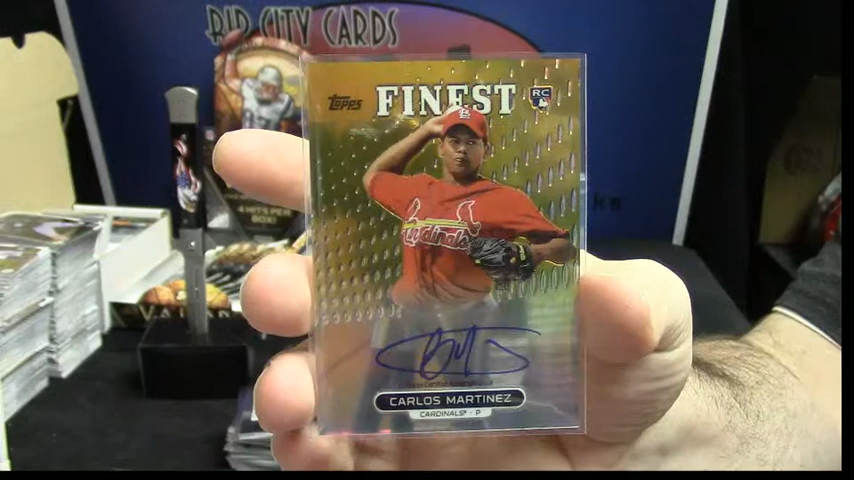 RIP CITY CARDS
Topps FINEST RC
Cardinals
4 HITS PER
BOX!
CARLOS MARTINEZ
CARDINALS® - P